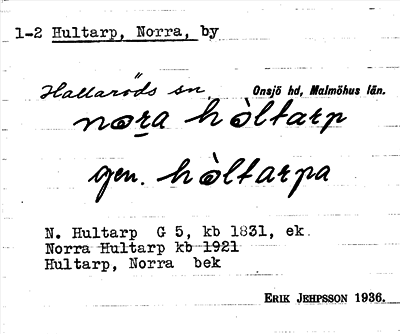 1-2 Hultarp, Norra, by
Hallaröds sn. Onsjö hd, Malmöhus län.
nora hòltarp
gen. hòltarpa
N. Hultarp G 5, kb 1831, ek.
Norra Hultarp kb 1921
Hultarp, Norra bek
ERIK JEHPSSON 1936.